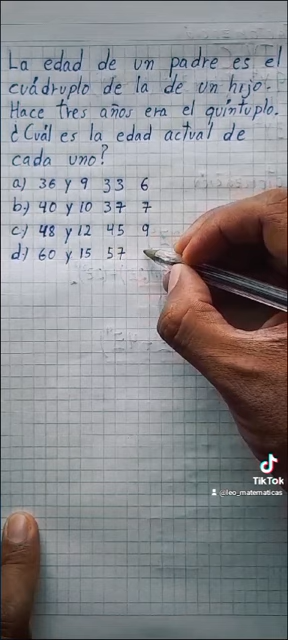 La edad de un padre es el
cuádruplo de la de un hijo.
Hace tres años era el quíntuplo.
¿Cuál es la edad actual de
cada uno?
a) 36 y 9 33 6
b) 40 y 10 37 7
c) 48 y 12 45 9
d) 60 y 15 57
TikTok
@leo_matematicas